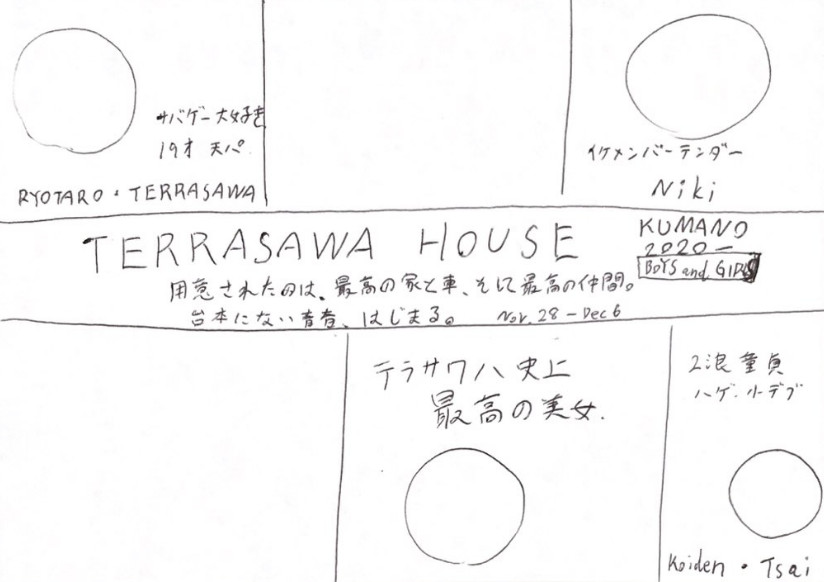 サバゲー大好き
19才 天パ.
RYOTARO・TERRASAWA
イケメンバーテンダー
Niki
TERRASAWA HOUSE
KUMANO
2020—
BOYS and GIRLS
用意されたのは、最高の家と車、そして最高の仲間。
台本にない青春、はじまる。 Nov. 28 — Dec 6
テラサワハ史上
最高の美女.
2浪 童貞
ハゲ. 小デブ
Koiden・Tsai